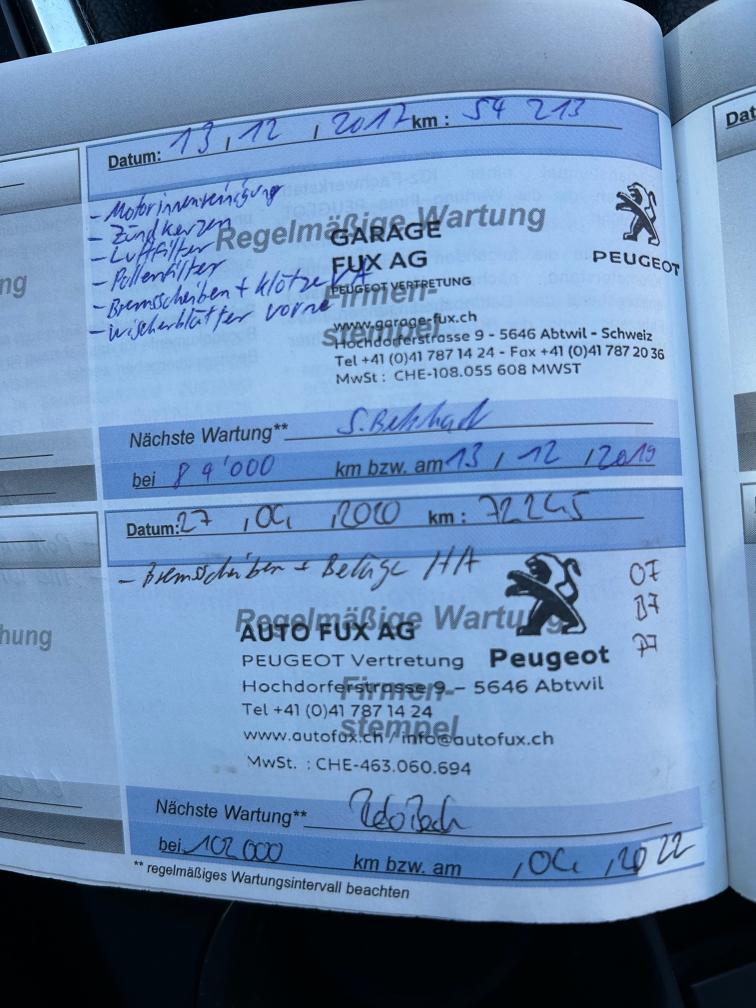 Datum: 13 , 12 , 2017 km : 54 213
- Motorinnenreinigung
- Zündkerzen
- Luftfilter
- Pollenfilter
- Bremsscheiben + Klötze VA
- Wischerblätter vorne
Regelmäßige Wartung
GARAGE
FUX AG
PEUGEOT VERTRETUNG
Firmen-
stempel
www.garage-fux.ch
Hochdorferstrasse 9 - 5646 Abtwil - Schweiz
Tel +41 (0)41 787 14 24 - Fax +41 (0)41 787 20 36
MwSt : CHE-108.055 608 MWST
PEUGEOT
Nächste Wartung**
bei 84'000 km bzw. am 13 / 12 / 2019
Datum: 27 , 04 , 2020 km : 72245
- Bremsscheiben + Beläge HA
Regelmäßige Wartung
AUTO FUX AG
PEUGEOT Vertretung
Peugeot
Firmen-
stempel
Hochdorferstrasse 9 – 5646 Abtwil
Tel +41 (0)41 787 14 24
www.autofux.ch / info@autofux.ch
MwSt. : CHE-463.060.694
07
Nächste Wartung**
bei 102 000 km bzw. am , 04 , 2022
** regelmäßiges Wartungsintervall beachten
ng
hung
Dat